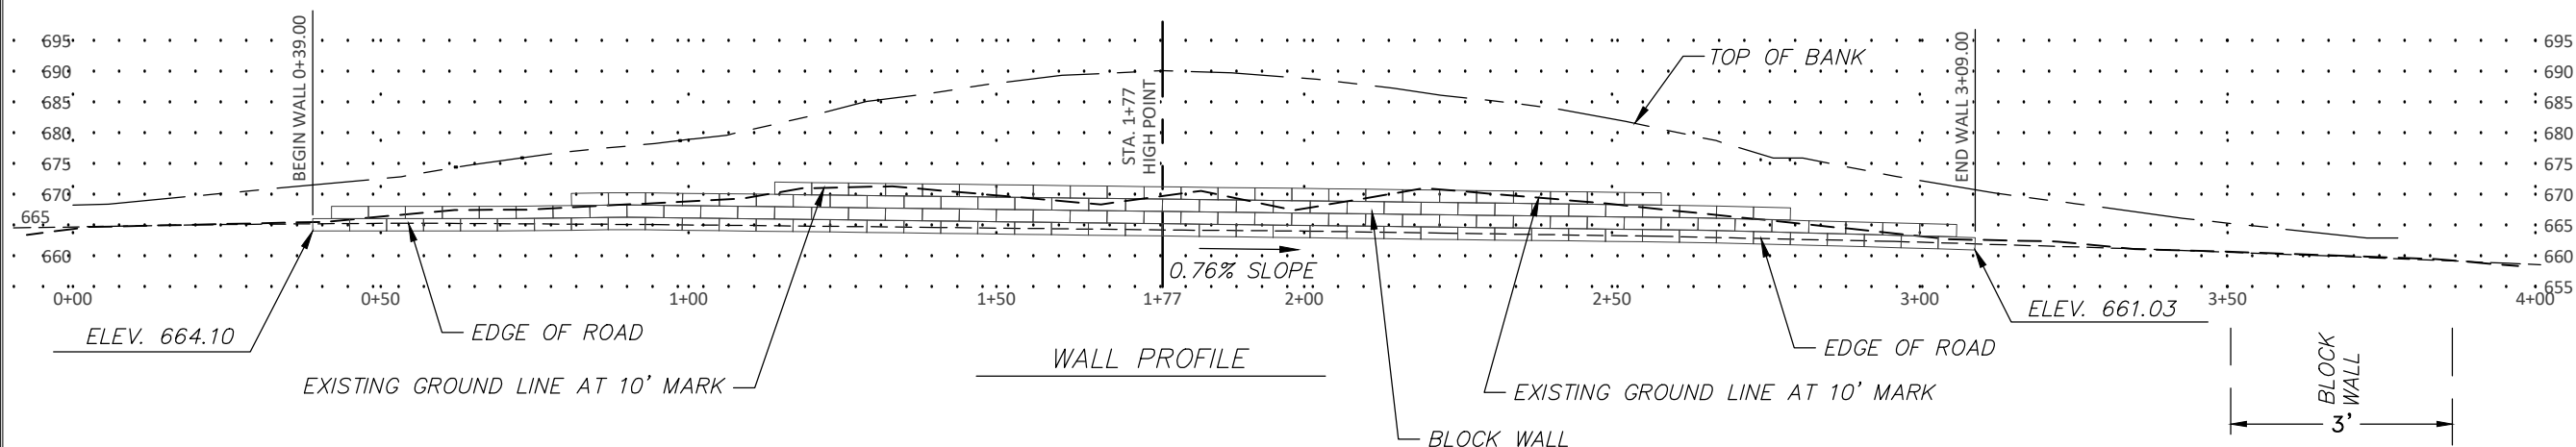 BEGIN WALL 0+39.00
STA. 1+77
HIGH POINT
END WALL 3+09.00
TOP OF BANK
695
690
685
680
675
670
665
660
695
690
685
680
675
670
665
660
655
0.76% SLOPE
0+00
0+50
1+00
1+50
1+77
2+00
2+50
3+00
3+50
4+00
ELEV. 664.10
EDGE OF ROAD
EXISTING GROUND LINE AT 10' MARK
WALL PROFILE
ELEV. 661.03
EDGE OF ROAD
EXISTING GROUND LINE AT 10' MARK
BLOCK WALL
BLOCK
WALL
3'